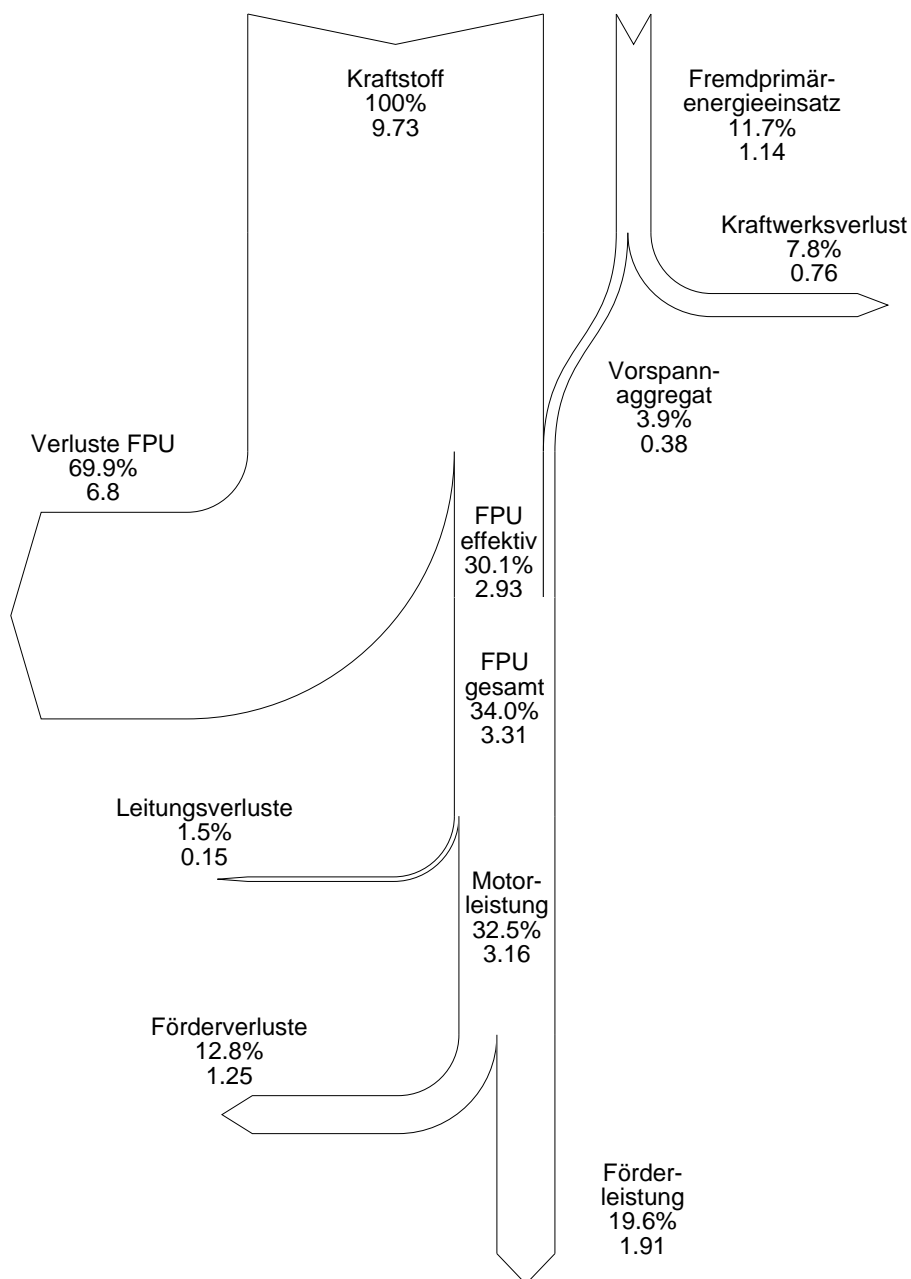 Kraftstoff
100%
9.73
Fremdprimär-
energieeinsatz
11.7%
1.14
Kraftwerksverlust
7.8%
0.76
Vorspann-
aggregat
3.9%
0.38
Verluste FPU
69.9%
6.8
FPU
effektiv
30.1%
2.93
FPU
gesamt
34.0%
3.31
Leitungsverluste
1.5%
0.15
Motor-
leistung
32.5%
3.16
Förderverluste
12.8%
1.25
Förder-
leistung
19.6%
1.91